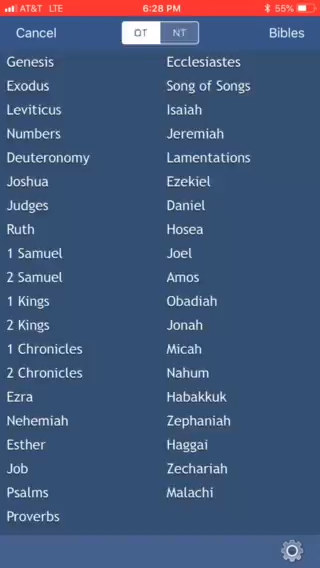 AT&T LTE 6:28 PM 55%
Cancel OT NT Bibles
Genesis
Exodus
Leviticus
Numbers
Deuteronomy
Joshua
Judges
Ruth
1 Samuel
2 Samuel
1 Kings
2 Kings
1 Chronicles
2 Chronicles
Ezra
Nehemiah
Esther
Job
Psalms
Proverbs
Ecclesiastes
Song of Songs
Isaiah
Jeremiah
Lamentations
Ezekiel
Daniel
Hosea
Joel
Amos
Obadiah
Jonah
Micah
Nahum
Habakkuk
Zephaniah
Haggai
Zechariah
Malachi